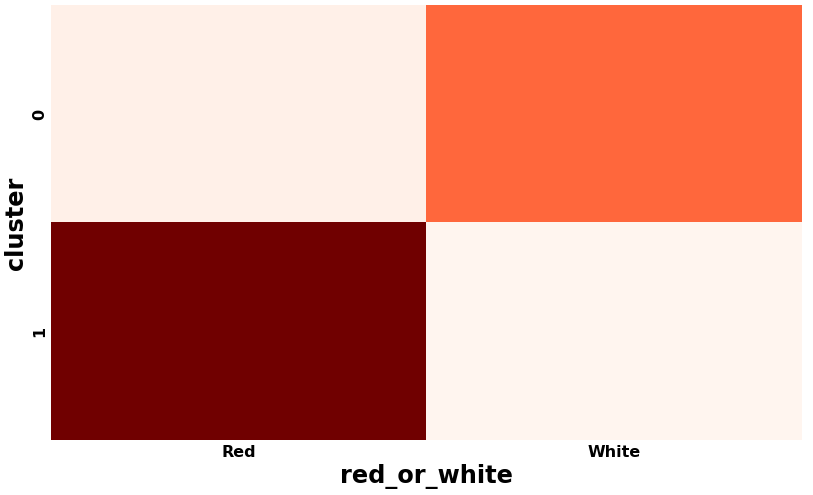 cluster
0
1
Red White
red_or_white